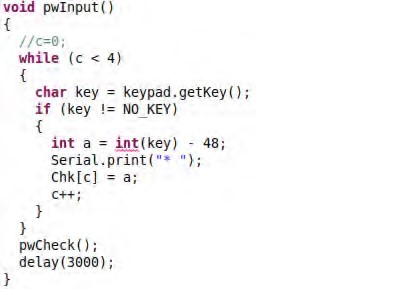 void pwInput()
{
  //c=0;
  while (c < 4)
  {
    char key = keypad.getKey();
    if (key != NO_KEY)
    {
      int a = int(key) - 48;
      Serial.print("* ");
      Chk[c] = a;
      c++;
    }
  }
  pwCheck();
  delay(3000);
}